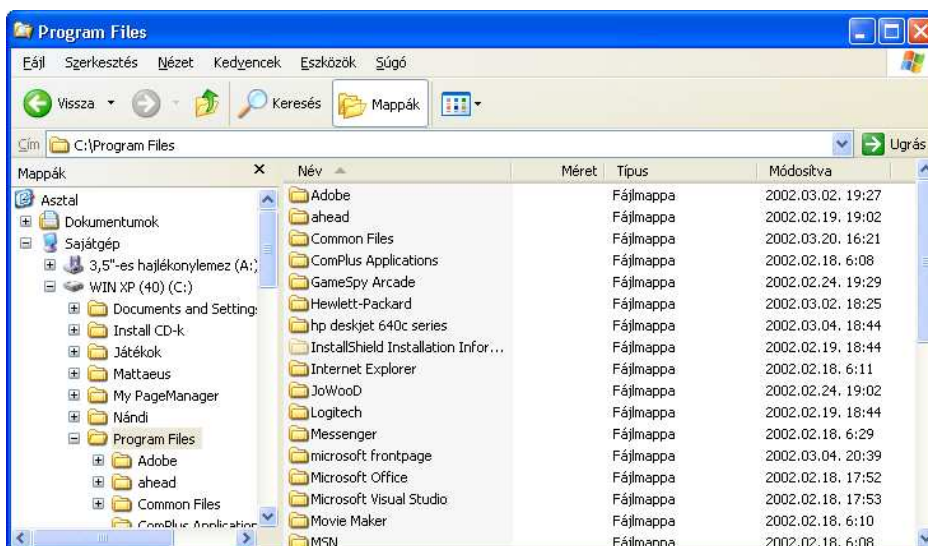 Program Files
Fájl Szerkesztés Nézet Kedvencek Eszközök Súgó
Vissza Keresés Mappák
Cím C:\Program Files Ugrás
Mappák
Asztal
Dokumentumok
Sajátgép
3,5"-es hajlékonylemez (A:)
WIN XP (40) (C:)
Documents and Setting
Install CD-k
Játékok
Mattaeus
My PageManager
Nándi
Program Files
Adobe
ahead
Common Files
ComPlus Application
Név Méret Típus Módosítva
Adobe Fájlmappa 2002.03.02. 19:27
ahead Fájlmappa 2002.02.19. 19:02
Common Files Fájlmappa 2002.03.20. 16:21
ComPlus Applications Fájlmappa 2002.02.18. 6:08
GameSpy Arcade Fájlmappa 2002.02.24. 19:29
Hewlett-Packard Fájlmappa 2002.03.02. 18:25
hp deskjet 640c series Fájlmappa 2002.03.04. 18:44
InstallShield Installation Infor... Fájlmappa 2002.02.19. 18:44
Internet Explorer Fájlmappa 2002.02.18. 6:11
JoWooD Fájlmappa 2002.02.24. 19:02
Logitech Fájlmappa 2002.02.19. 18:44
Messenger Fájlmappa 2002.02.18. 6:29
microsoft frontpage Fájlmappa 2002.03.04. 20:39
Microsoft Office Fájlmappa 2002.02.18. 17:52
Microsoft Visual Studio Fájlmappa 2002.02.18. 17:53
Movie Maker Fájlmappa 2002.02.18. 6:10
MSN Fájlmappa 2002.02.18. 6:08